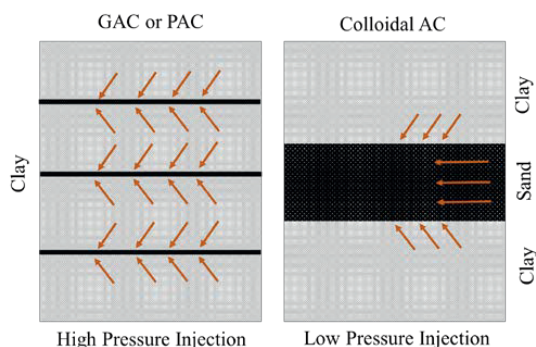 GAC or PAC
Colloidal AC
Clay
Clay
Sand
Clay
High Pressure Injection
Low Pressure Injection